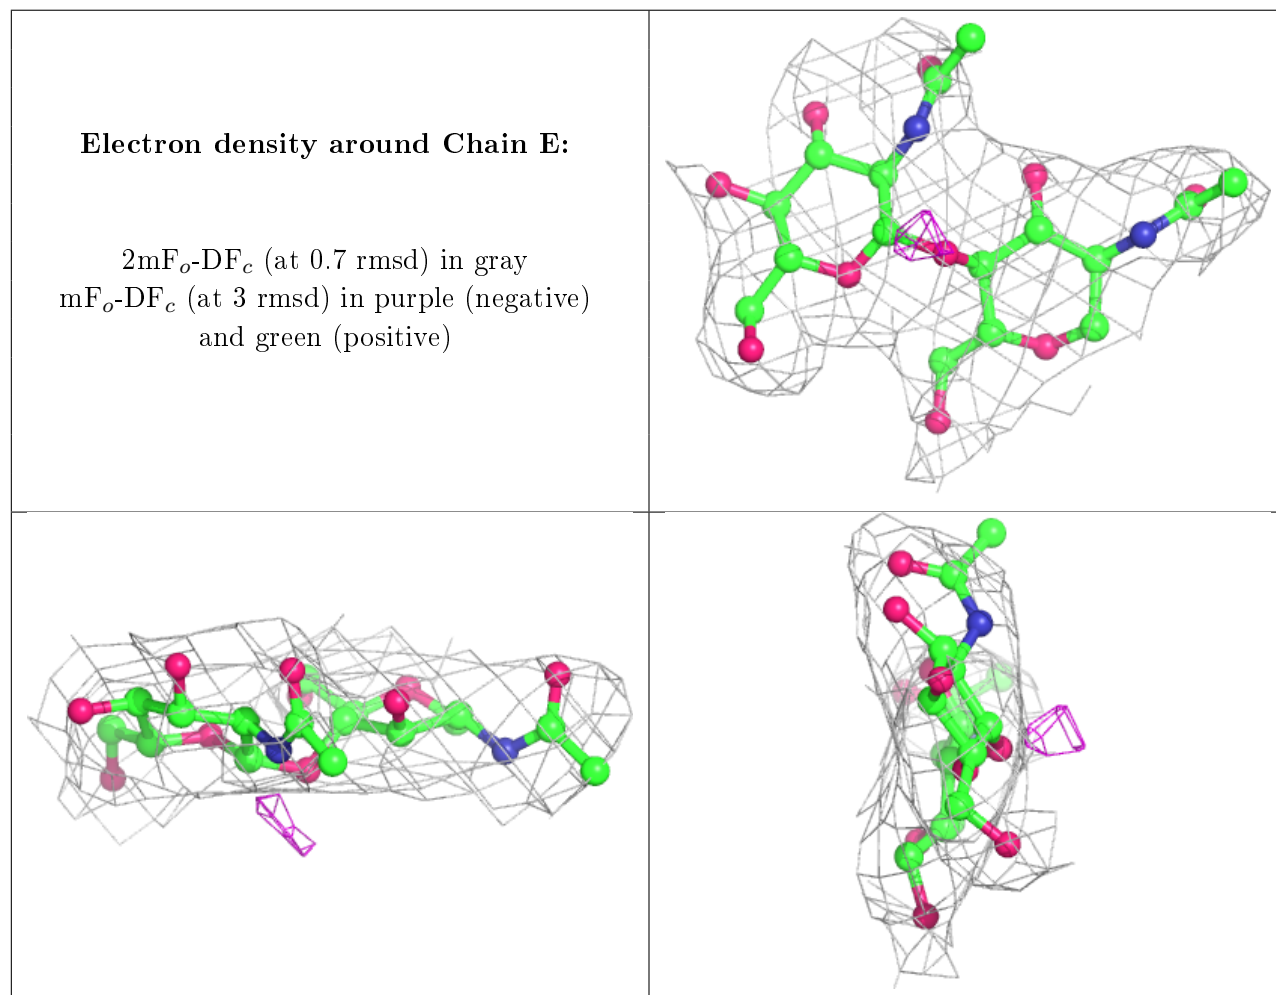 Electron density around Chain E:
2mFₒ-DF𝒸 (at 0.7 rmsd) in gray
mFₒ-DF𝒸 (at 3 rmsd) in purple (negative)
and green (positive)